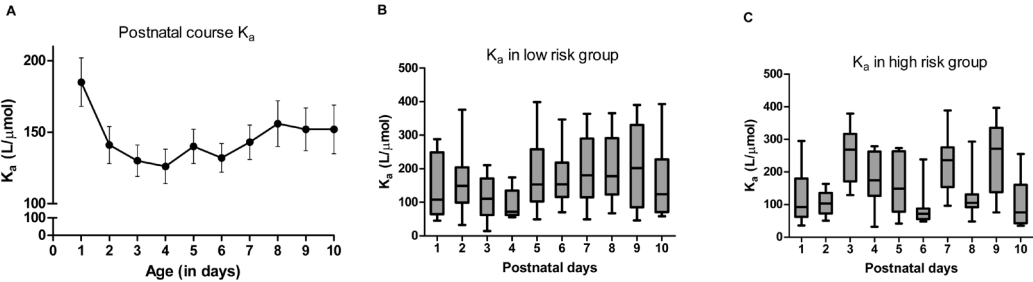 A
Postnatal course Ka
200
150
100
100
0
Ka (L/μmol)
0 1 2 3 4 5 6 7 8 9 10
Age (in days)
B
Ka in low risk group
500
400
300
200
100
0
Ka (L/μmol)
1 2 3 4 5 6 7 8 9 10
Postnatal days
C
Ka in high risk group
500
400
300
200
100
0
Ka (L/μmol)
1 2 3 4 5 6 7 8 9 10
Postnatal days